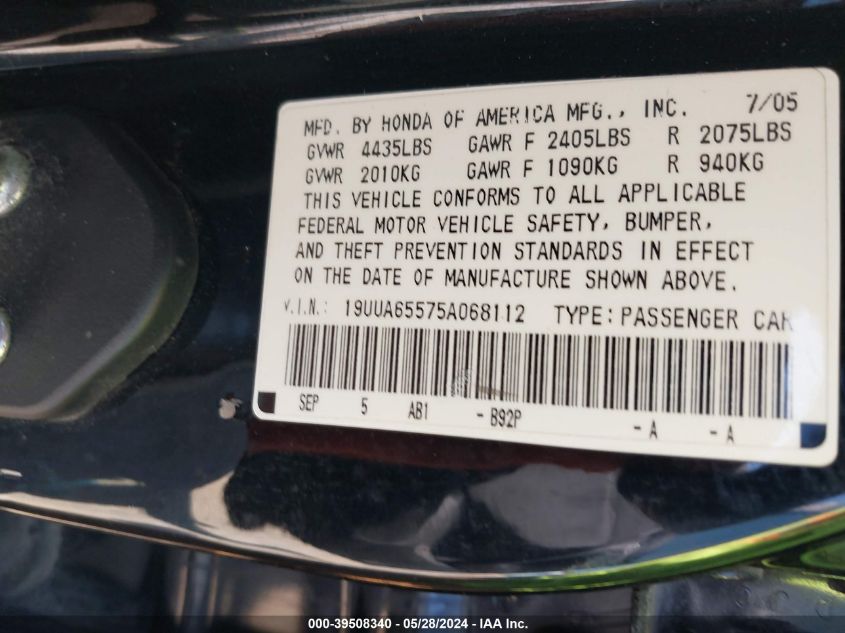 MFD. BY HONDA OF AMERICA MFG., INC. 7/05
GVWR 4435LBS GAWR F 2405LBS R 2075LBS
GVWR 2010KG GAWR F 1090KG R 940KG
THIS VEHICLE CONFORMS TO ALL APPLICABLE
FEDERAL MOTOR VEHICLE SAFETY, BUMPER,
AND THEFT PREVENTION STANDARDS IN EFFECT
ON THE DATE OF MANUFACTURE SHOWN ABOVE.
V.I.N.: 19UUA65575A068112 TYPE: PASSENGER CAR
SEP 5 AB1 - B92P - A - A
000-39508340 - 05/28/2024 - IAA Inc.